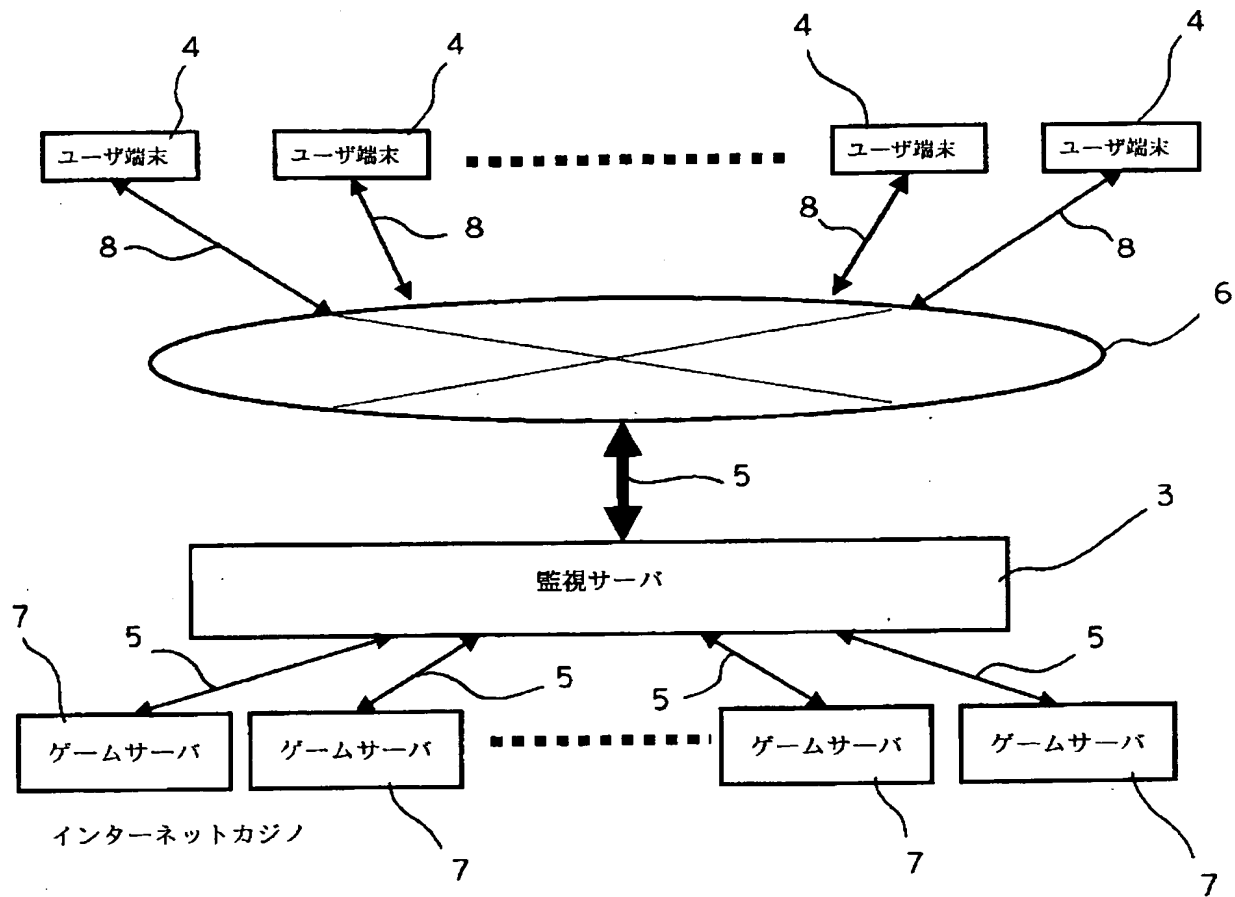 4 4 4 4
ユーザ端末 ユーザ端末 ユーザ端末 ユーザ端末
8 8 8 8
6
5
3
監視サーバ
7 5 5 5 5
ゲームサーバ ゲームサーバ ゲームサーバ ゲームサーバ
インターネットカジノ
7 7 7